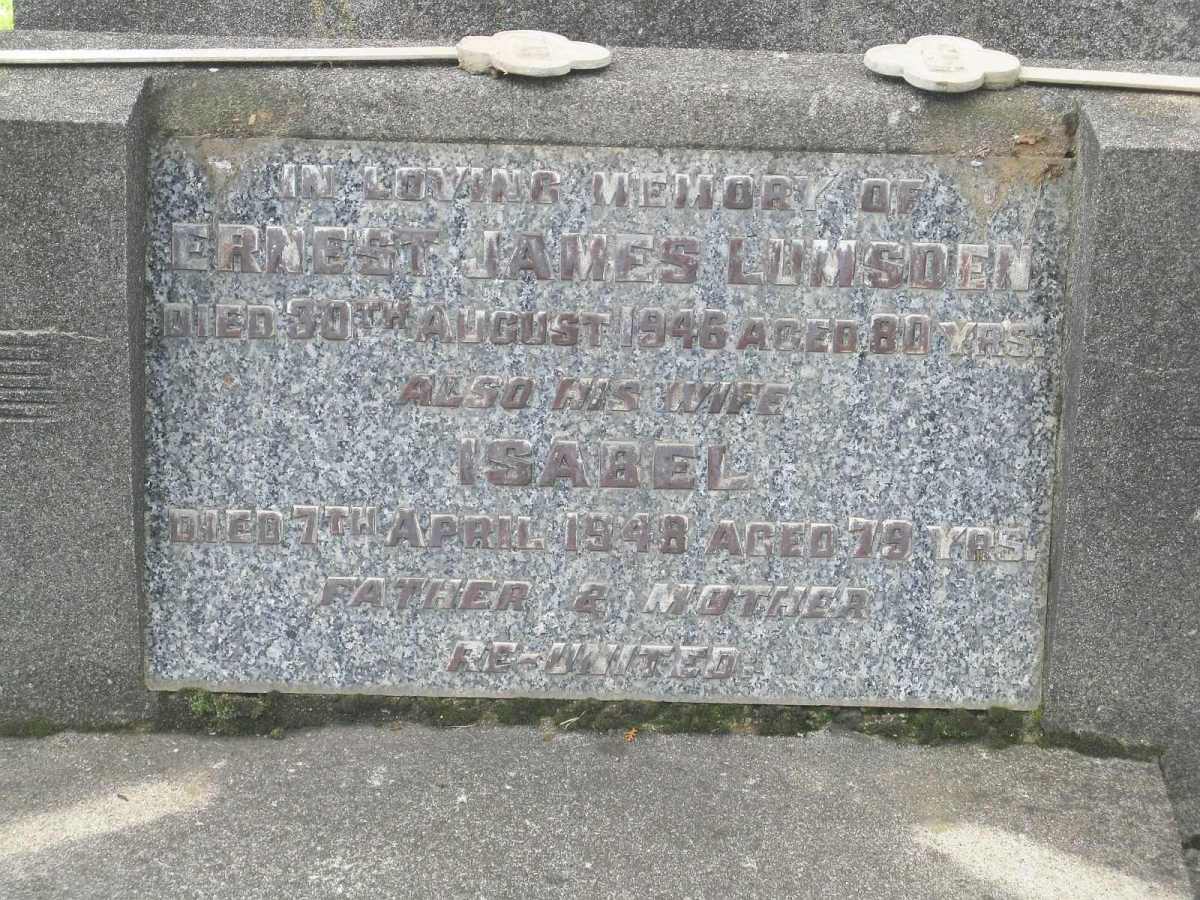 IN LOVING MEMORY OF
ERNEST JAMES LUMSDEN
DIED 30TH AUGUST 1946 AGED 80 YRS.
ALSO HIS WIFE
ISABEL
DIED 7TH APRIL 1948 AGED 79 YRS.
FATHER & MOTHER
RE-UNITED.